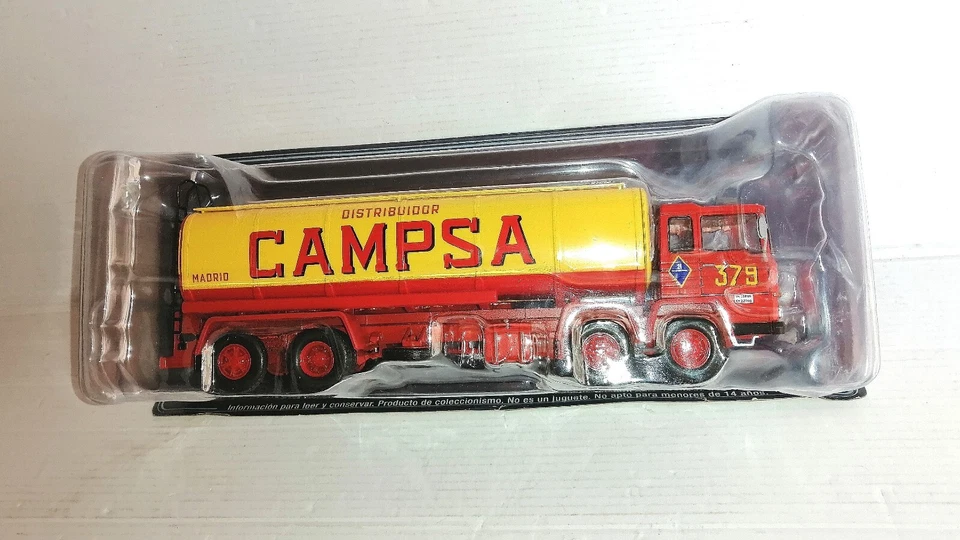 DISTRIBUIDOR
CAMPSA
MADRID
379
Información para leer y conservar. Producto de coleccionismo. No es un juguete. No apto para menores de 14 años.